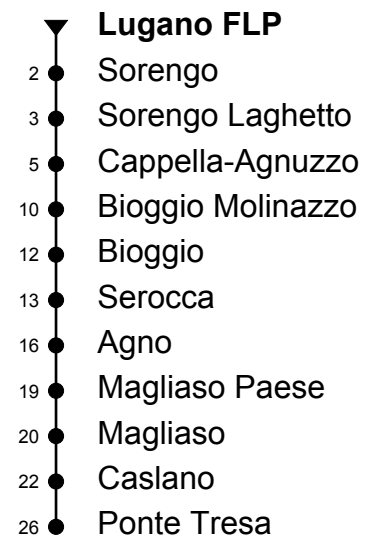 Lugano FLP
2 Sorengo
3 Sorengo Laghetto
5 Cappella-Agnuzzo
10 Bioggio Molinazzo
12 Bioggio
13 Serocca
16 Agno
19 Magliaso Paese
20 Magliaso
22 Caslano
26 Ponte Tresa